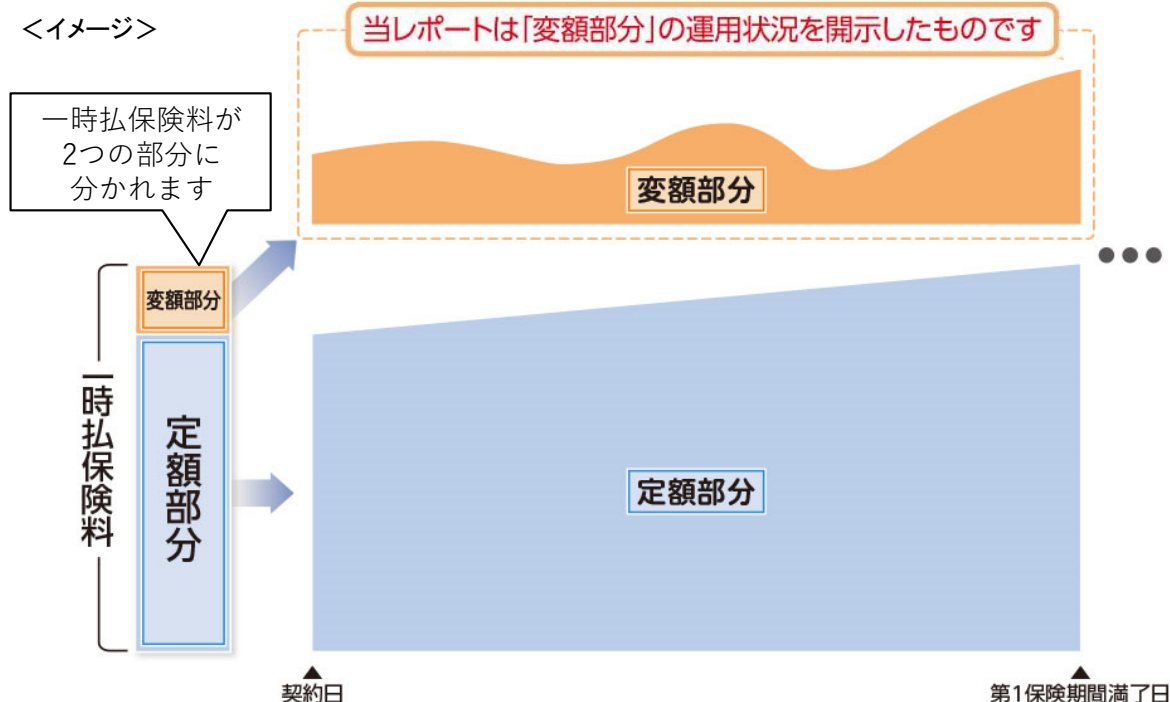 ＜イメージ＞
当レポートは「変額部分」の運用状況を開示したものです
一時払保険料が
2つの部分に
分かれます
変額部分
変額部分
一時払保険料
定額部分
定額部分
●●●
契約日
第1保険期間満了日